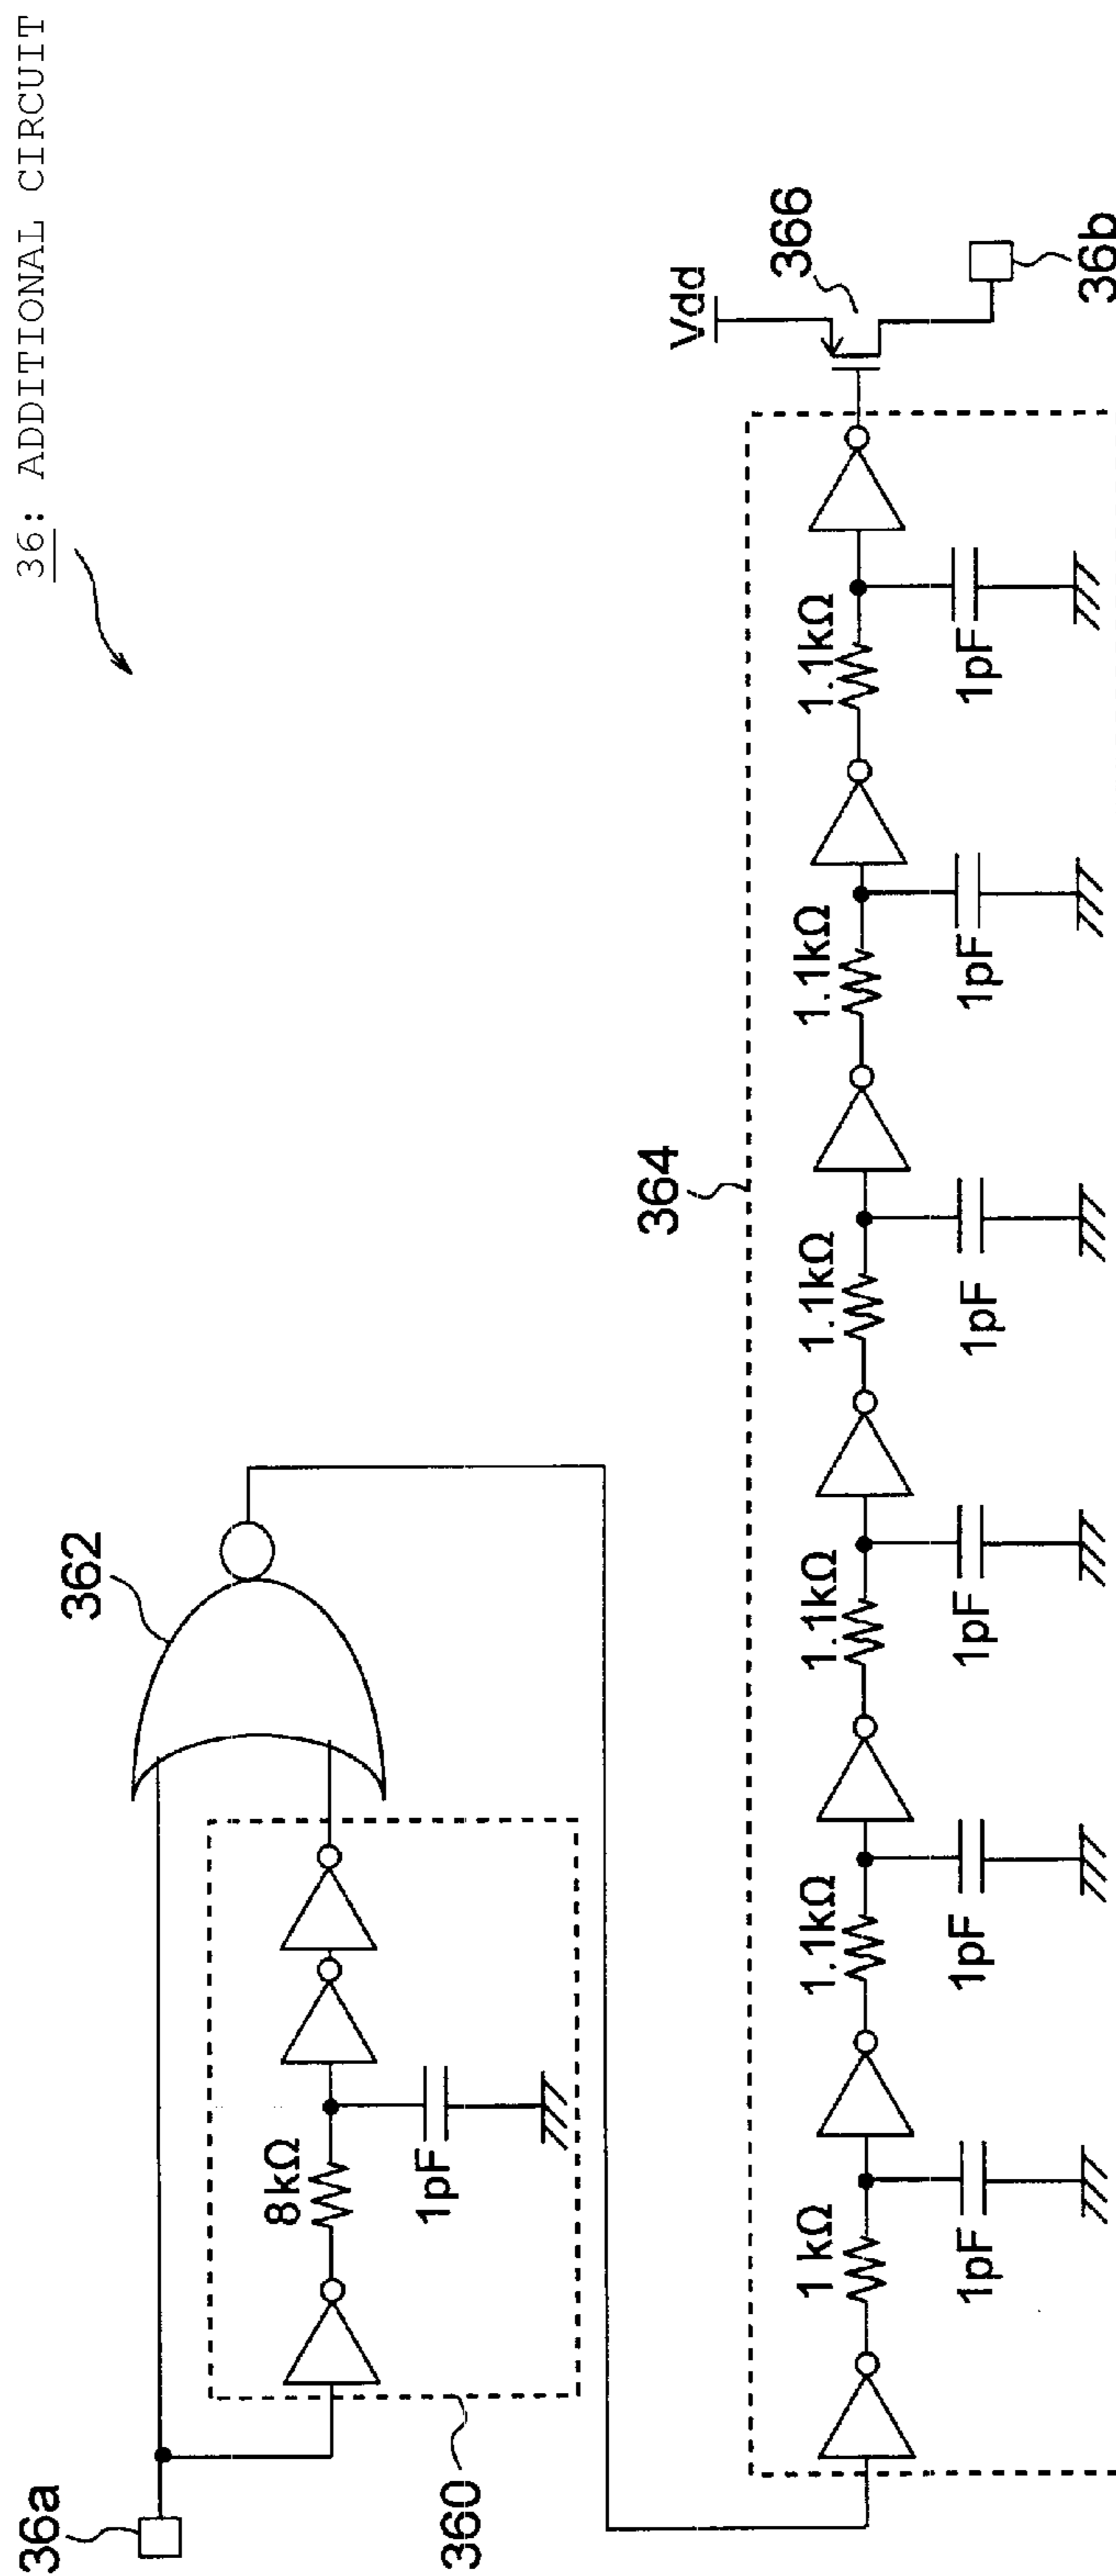 36: ADDITIONAL CIRCUIT
36a
360
8kΩ
1pF
362
364
1 kΩ
1pF
1.1kΩ
1pF
1.1kΩ
1pF
1.1kΩ
1pF
1.1kΩ
1pF
1.1kΩ
1pF
Vdd
366
36b